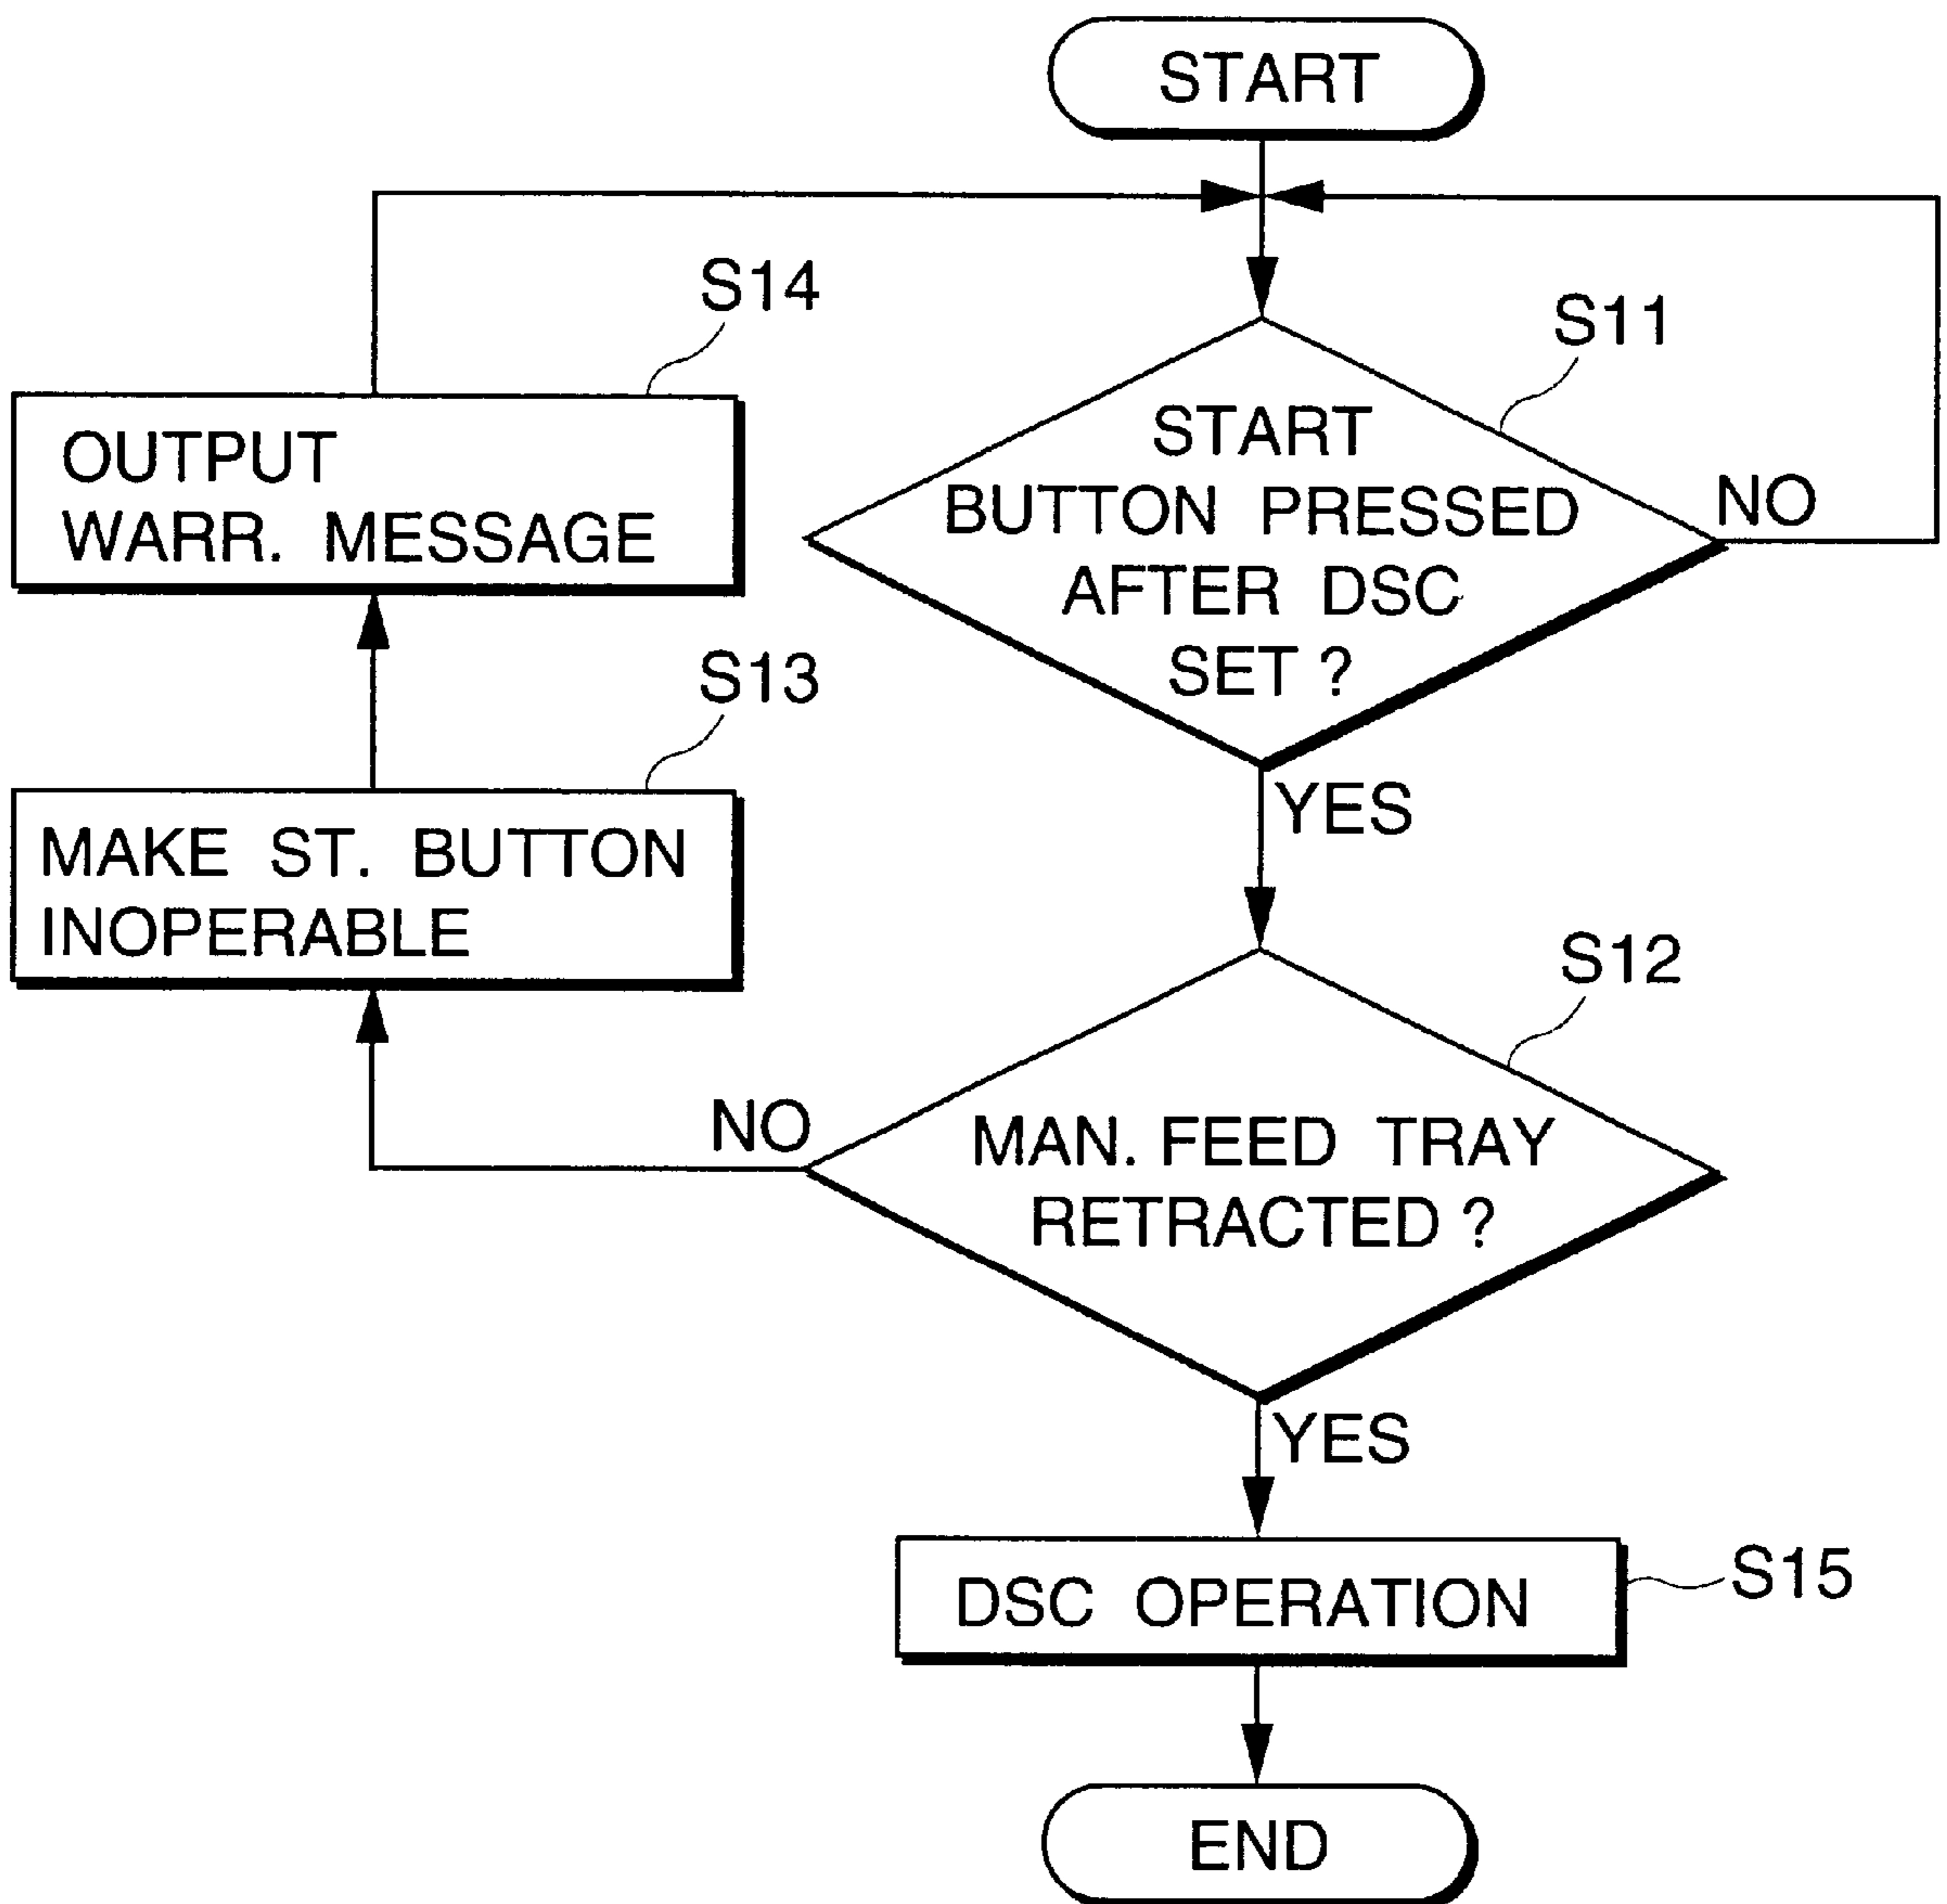 START
S14
S11
START
BUTTON PRESSED
AFTER DSC
SET ?
NO
OUTPUT
WARR. MESSAGE
S13
YES
MAKE ST. BUTTON
INOPERABLE
S12
NO
MAN. FEED TRAY
RETRACTED ?
YES
DSC OPERATION
S15
END